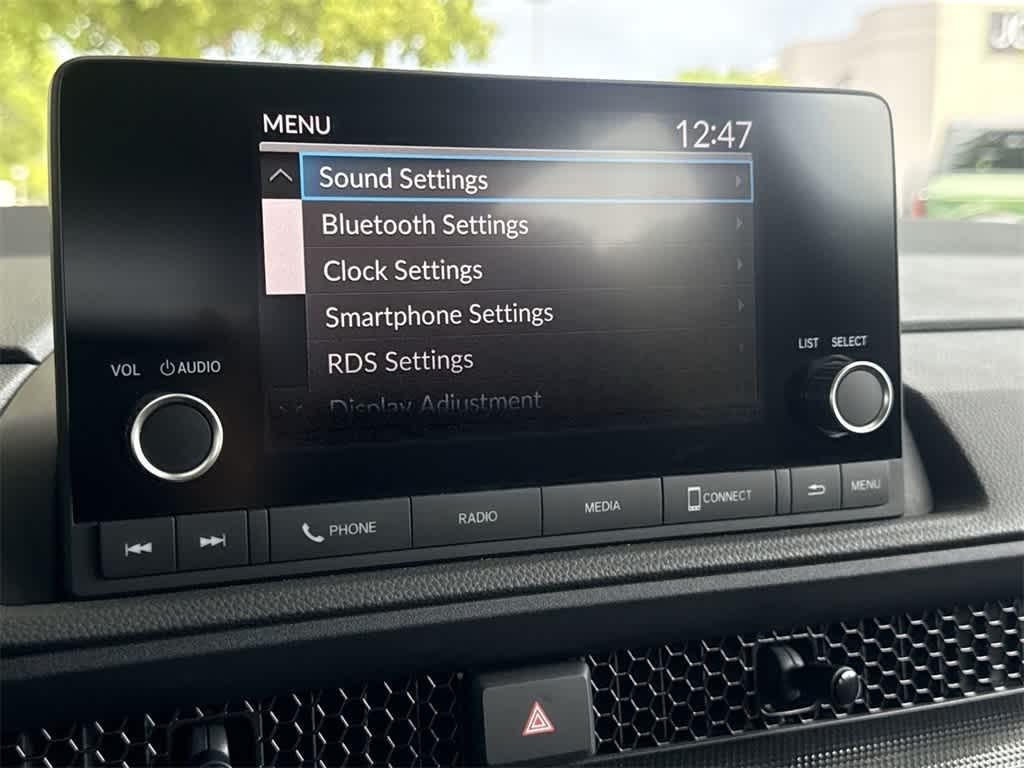 MENU 12:47
Sound Settings
Bluetooth Settings
Clock Settings
Smartphone Settings
RDS Settings
Display Adjustment
VOL AUDIO
LIST SELECT
PHONE RADIO MEDIA CONNECT MENU